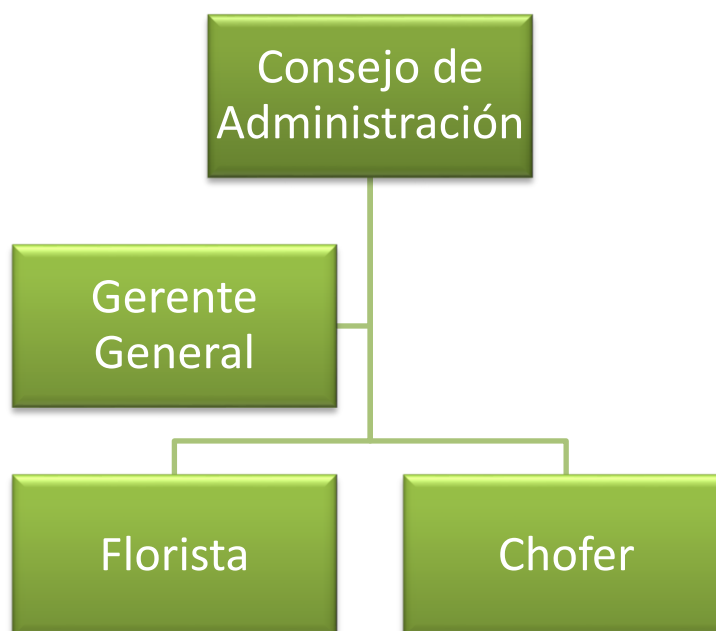 Consejo de
Administración
Gerente
General
Florista
Chofer